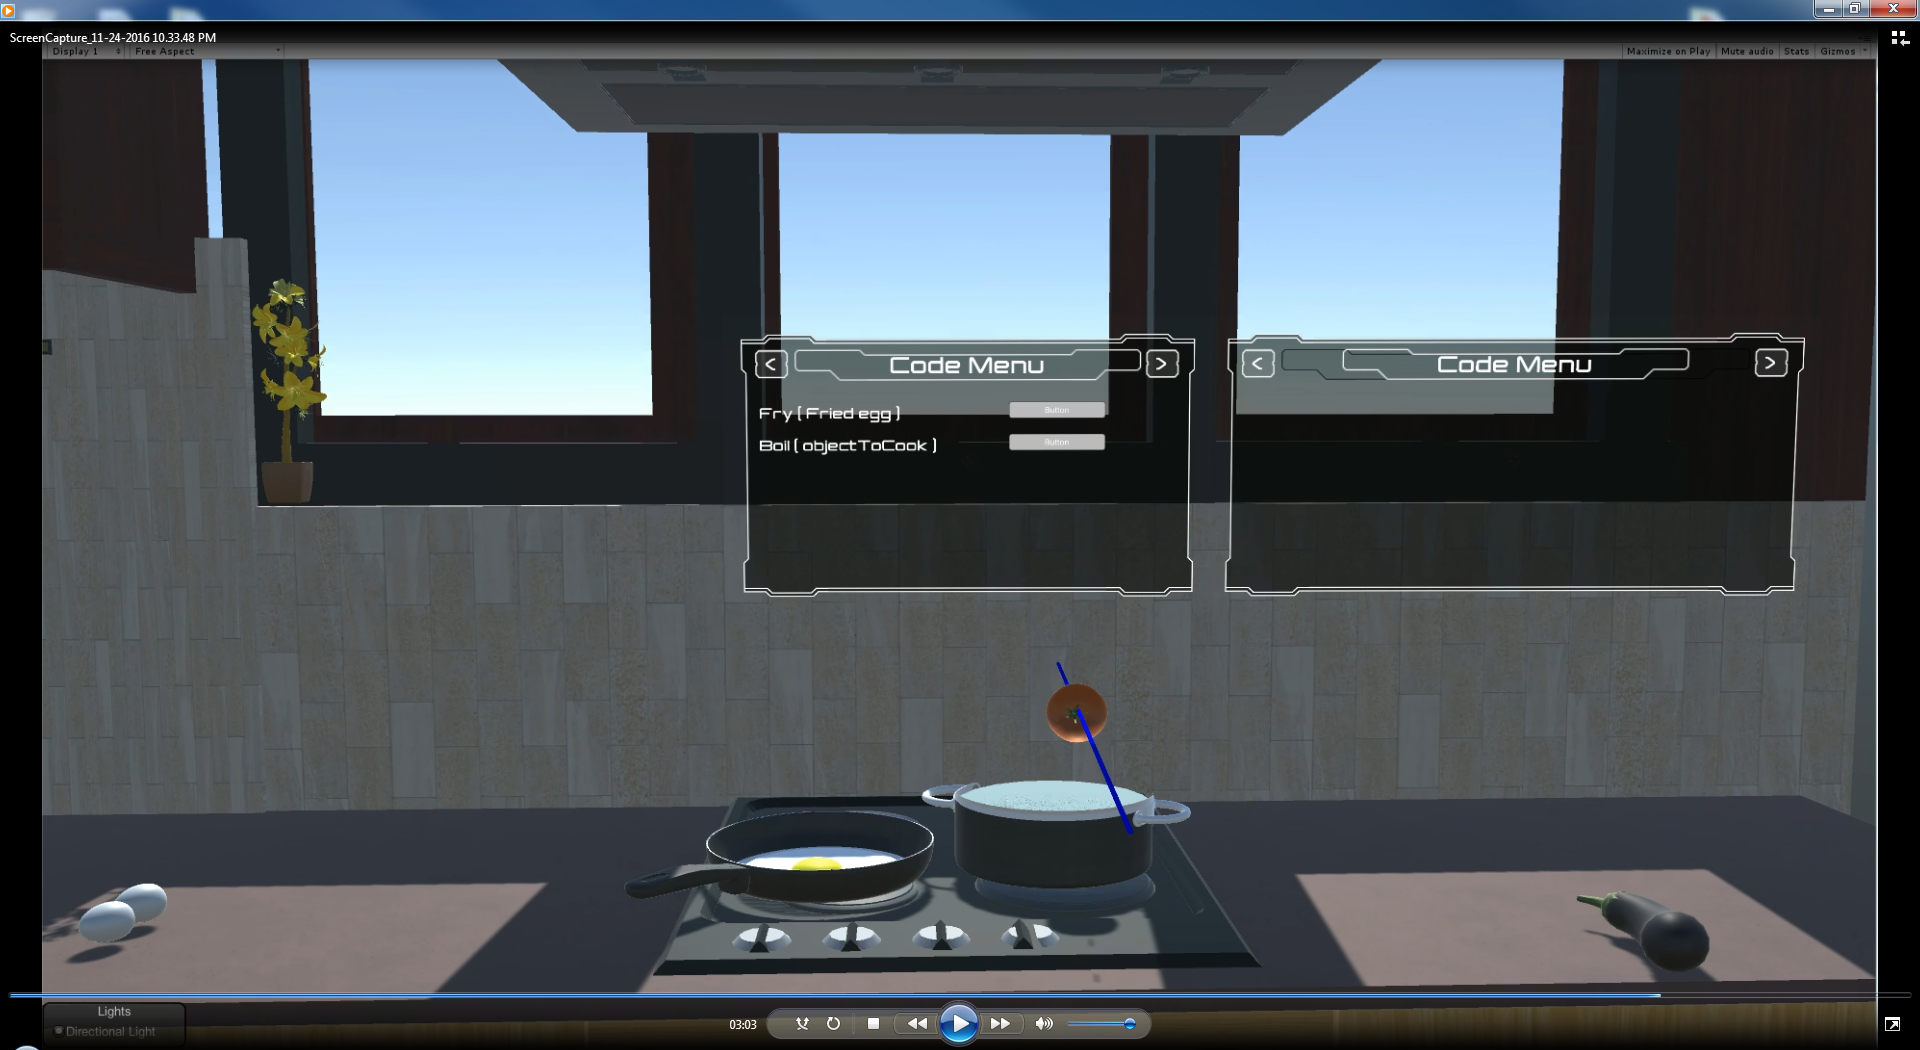 ScreenCapture_11-24-2016 10.33.48 PM
Display 1 Free Aspect Maximize on Play Mute audio Stats Gizmos
< Code Menu >
Fry ( Fried egg ) Button
Boil ( objectToCook ) Button
< Code Menu >
Lights
Directional Light
03:03